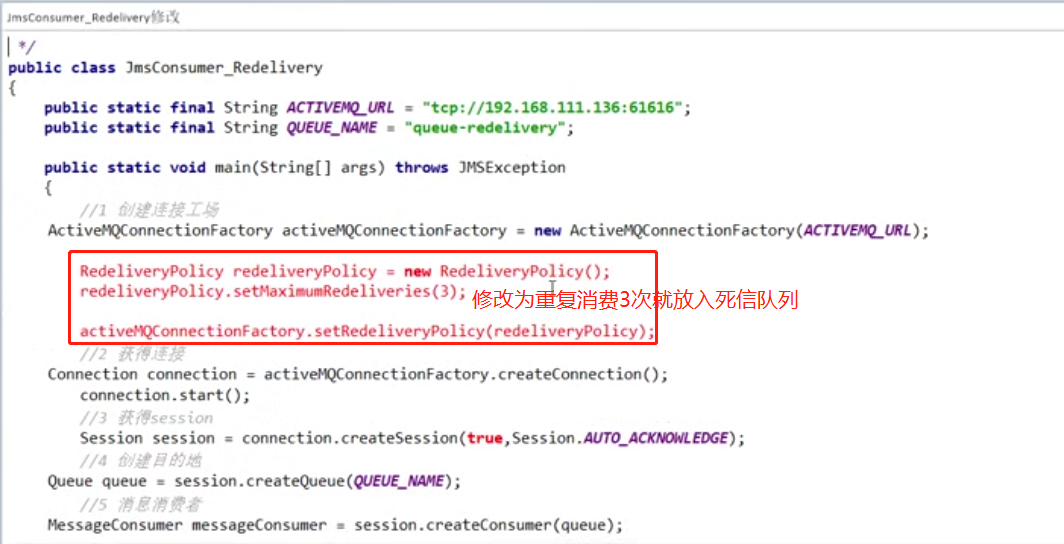 JmsConsumer_Redelivery修改
*/
public class JmsConsumer_Redelivery
{
public static final String ACTIVEMQ_URL = "tcp://192.168.111.136:61616";
public static final String QUEUE_NAME = "queue-redelivery";
public static void main(String[] args) throws JMSException
{
//1 创建连接工场
ActiveMQConnectionFactory activeMQConnectionFactory = new ActiveMQConnectionFactory(ACTIVEMQ_URL);
RedeliveryPolicy redeliveryPolicy = new RedeliveryPolicy();
redeliveryPolicy.setMaximumRedeliveries(3); 修改为重复消费3次就放入死信队列
activeMQConnectionFactory.setRedeliveryPolicy(redeliveryPolicy);
//2 获得连接
Connection connection = activeMQConnectionFactory.createConnection();
connection.start();
//3 获得session
Session session = connection.createSession(true,Session.AUTO_ACKNOWLEDGE);
//4 创建目的地
Queue queue = session.createQueue(QUEUE_NAME);
//5 消息消费者
MessageConsumer messageConsumer = session.createConsumer(queue);